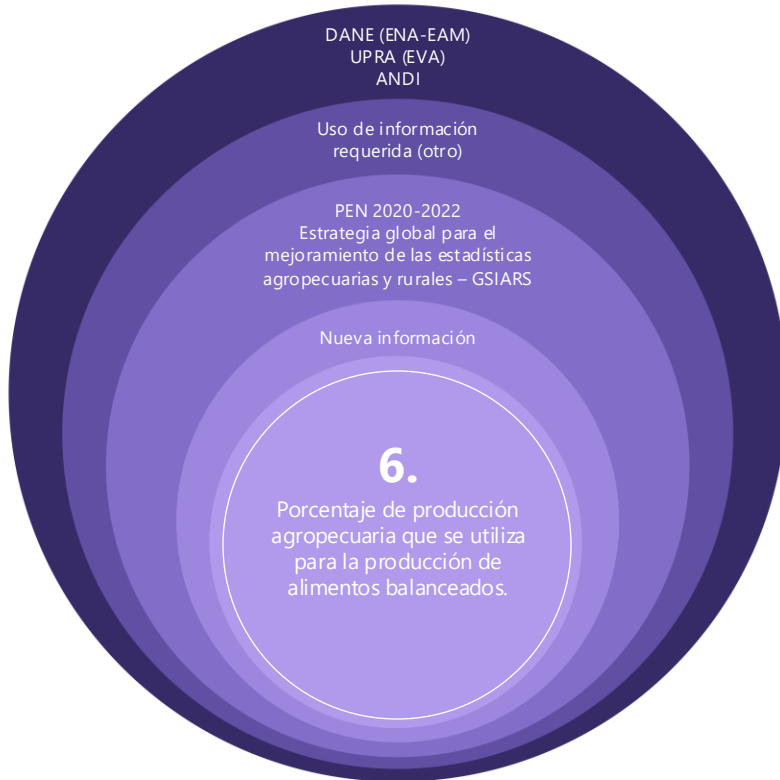 DANE (ENA-EAM)
UPRA (EVA)
ANDI
Uso de información
requerida (otro)
PEN 2020-2022
Estrategia global para el
mejoramiento de las estadísticas
agropecuarias y rurales – GSIARS
Nueva información
6.
Porcentaje de producción
agropecuaria que se utiliza
para la producción de
alimentos balanceados.